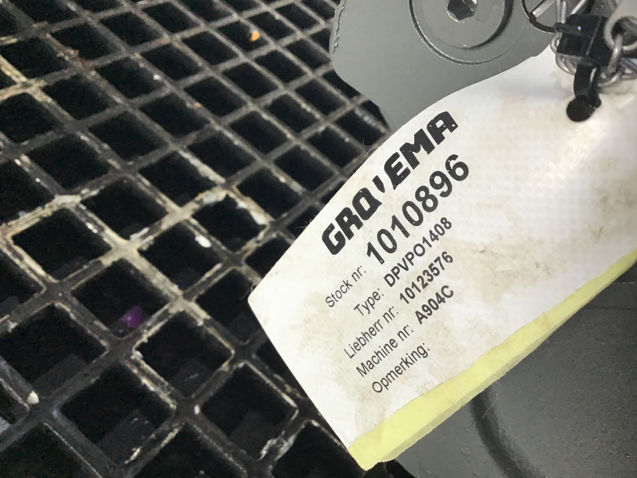 GRO'EMA
1010896
Stock nr:
Type: DPVPO1408
Liebherr nr: 10123576
Machine nr: A904C
Opmerking: